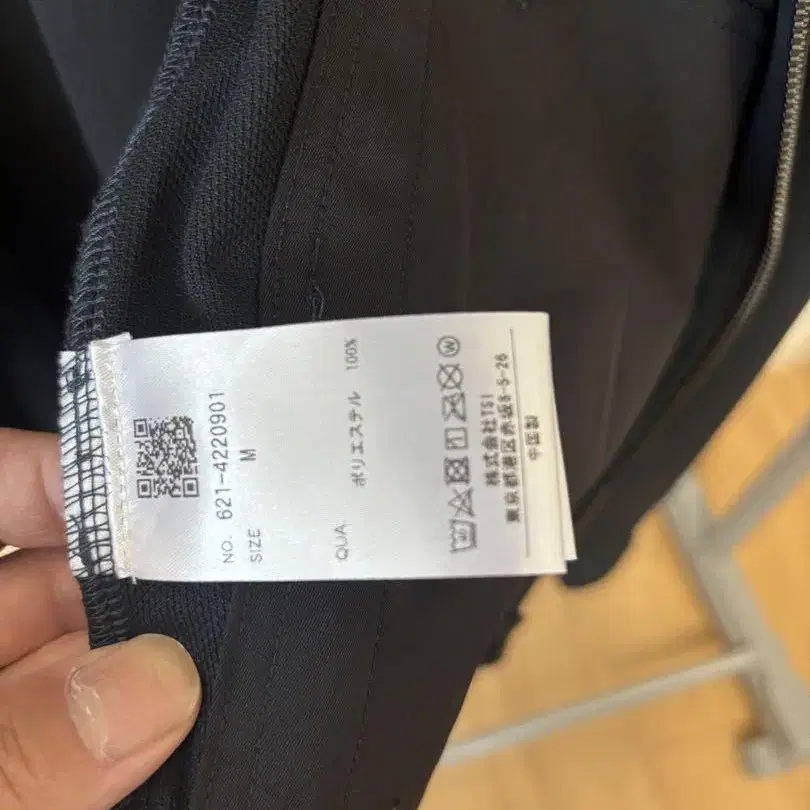 NO. 621-4220901
SIZE M
QUA. ポリエステル 100%
株式会社TSI
東京都港区赤坂8-5-26
中国製